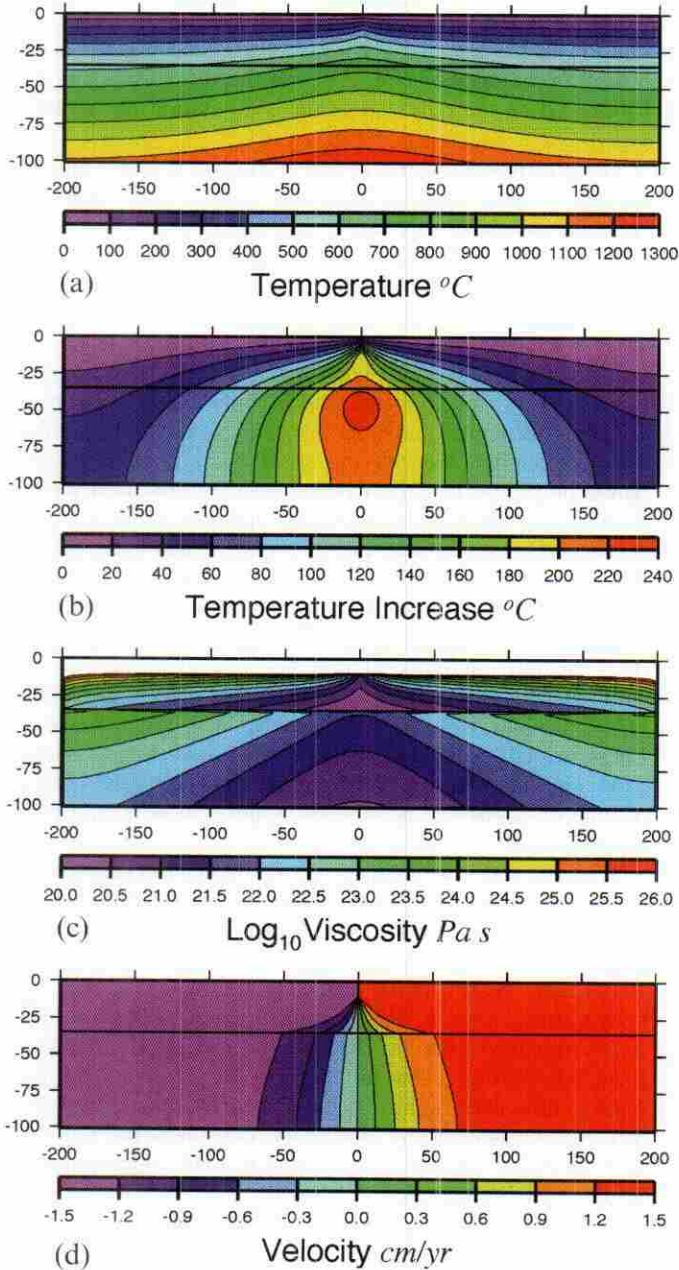 0
-25
-50
-75
-100
-200 -150 -100 -50 0 50 100 150 200
0 100 200 300 400 500 600 700 800 900 1000 1100 1200 1300
(a) Temperature °C
0
-25
-50
-75
-100
-200 -150 -100 -50 0 50 100 150 200
0 20 40 60 80 100 120 140 160 180 200 220 240
(b) Temperature Increase °C
0
-25
-50
-75
-100
-200 -150 -100 -50 0 50 100 150 200
20.0 20.5 21.0 21.5 22.0 22.5 23.0 23.5 24.0 24.5 25.0 25.5 26.0
(c) Log10 Viscosity Pa s
0
-25
-50
-75
-100
-200 -150 -100 -50 0 50 100 150 200
-1.5 -1.2 -0.9 -0.6 -0.3 0.0 0.3 0.6 0.9 1.2 1.5
(d) Velocity cm/yr